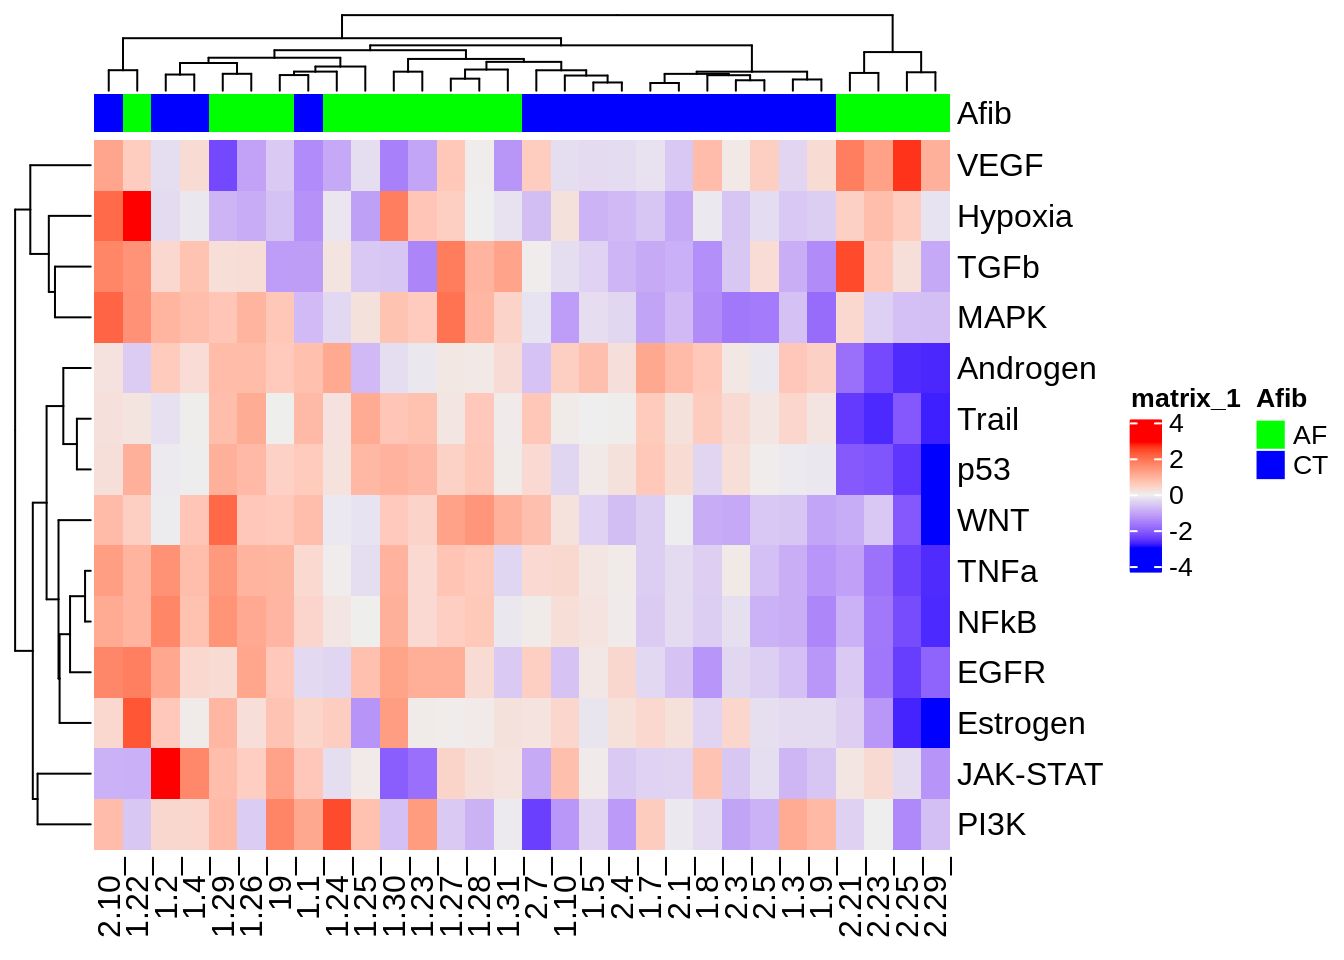 Afib
VEGF
Hypoxia
TGFb
MAPK
Androgen
Trail
p53
WNT
TNFa
NFkB
EGFR
Estrogen
JAK-STAT
PI3K
2.10 1.22 1.2 1.4 1.29 1.26 19 1.1 1.24 1.25 1.30 1.23 1.27 1.28 1.31 2.7 1.10 1.5 2.4 1.7 2.1 1.8 2.3 2.5 1.3 1.9 2.21 2.23 2.25 2.29
matrix_1
4
2
0
-2
-4
Afib
AF
CT